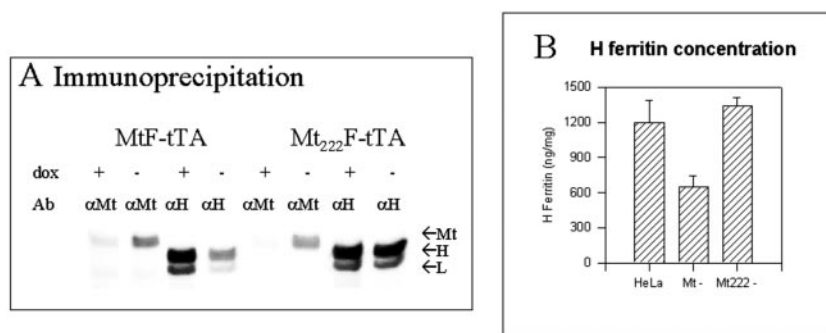 A Immunoprecipitation
MtF-tTA Mt222F-tTA
dox + - + - + - + -
Ab αMt αMt αH αH αMt αMt αH αH
←Mt
←H
←L
B H ferritin concentration
H Ferritin (ng/mg)
1500
1200
900
600
300
0
HeLa Mt - Mt222 -